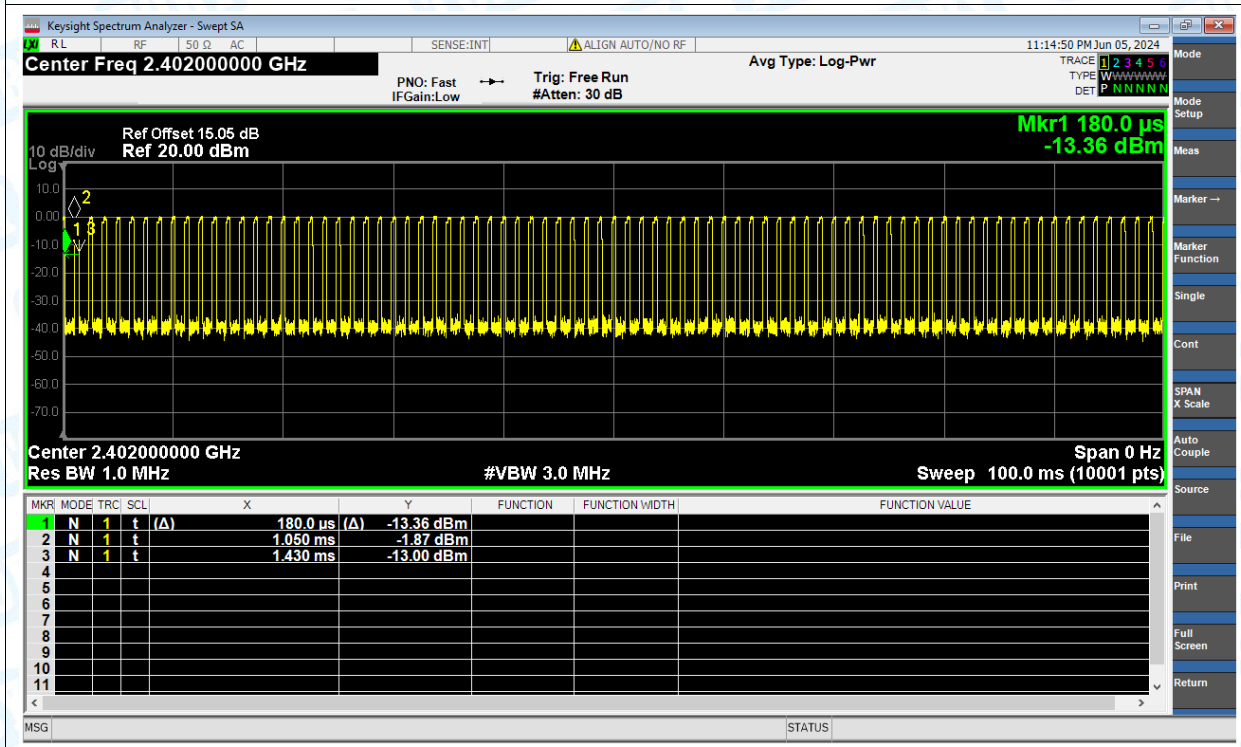 Keysight Spectrum Analyzer - Swept SA
LXI RL RF 50 Ω AC SENSE:INT ALIGN AUTO/NO RF 11:14:50 PM Jun 05, 2024
Center Freq 2.402000000 GHz
PNO: Fast
IFGain:Low
Trig: Free Run
#Atten: 30 dB
Avg Type: Log-Pwr
TRACE 1 2 3 4 5 6
TYPE WWWWWW
DET P N N N N N
Mkr1 180.0 µs
-13.36 dBm
Ref Offset 15.05 dB
10 dB/div Ref 20.00 dBm
Log
10.0
0.00
-10.0
-20.0
-30.0
-40.0
-50.0
-60.0
-70.0
2
1 3
Center 2.402000000 GHz Span 0 Hz
Res BW 1.0 MHz #VBW 3.0 MHz Sweep 100.0 ms (10001 pts)
MKR MODE TRC SCL X Y FUNCTION FUNCTION WIDTH FUNCTION VALUE
1 N 1 t (Δ) 180.0 µs (Δ) -13.36 dBm
2 N 1 t 1.050 ms -1.87 dBm
3 N 1 t 1.430 ms -13.00 dBm
4
5
6
7
8
9
10
11
MSG STATUS
Mode
Mode
Setup
Meas
Marker →
Marker
Function
Single
Cont
SPAN
X Scale
Auto
Couple
Source
File
Print
Full
Screen
Return